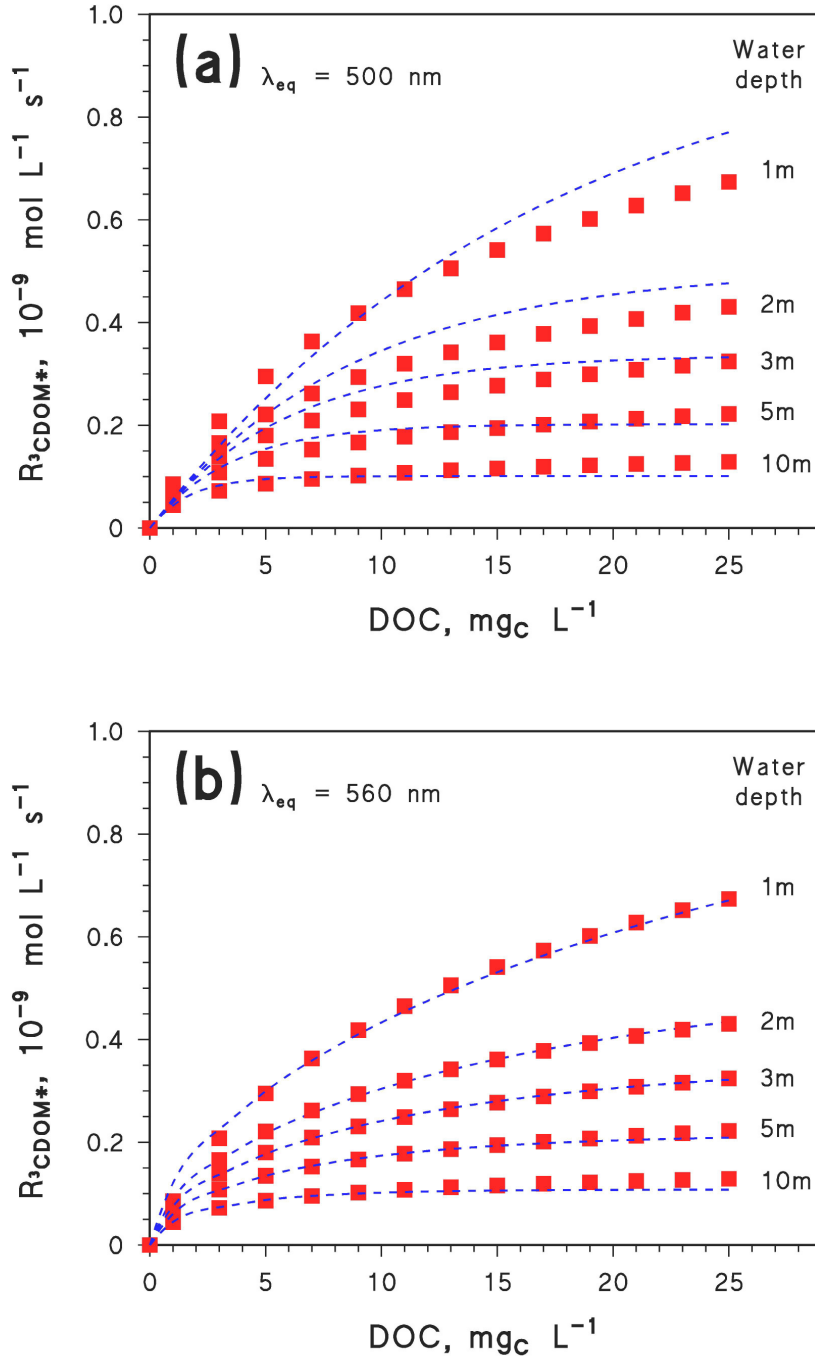 (a) λeq = 500 nm
Water
depth
1m
2m
3m
5m
10m
1.0
0.8
0.6
0.4
0.2
0
R³CDOM*, 10⁻⁹ mol L⁻¹ s⁻¹
0 5 10 15 20 25
DOC, mgC L⁻¹
(b) λeq = 560 nm
Water
depth
1m
2m
3m
5m
10m
1.0
0.8
0.6
0.4
0.2
0
R³CDOM*, 10⁻⁹ mol L⁻¹ s⁻¹
0 5 10 15 20 25
DOC, mgC L⁻¹